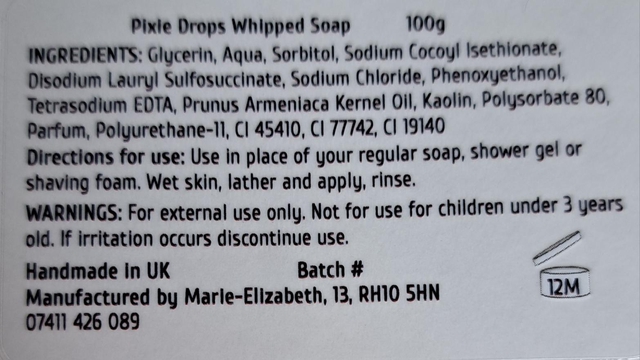 Pixie Drops Whipped Soap 100g
INGREDIENTS: Glycerin, Aqua, Sorbitol, Sodium Cocoyl Isethionate,
Disodium Lauryl Sulfosuccinate, Sodium Chloride, Phenoxyethanol,
Tetrasodium EDTA, Prunus Armeniaca Kernel Oil, Kaolin, Polysorbate 80,
Parfum, Polyurethane-11, CI 45410, CI 77742, CI 19140
Directions for use: Use in place of your regular soap, shower gel or
shaving foam. Wet skin, lather and apply, rinse.
WARNINGS: For external use only. Not for use for children under 3 years
old. If irritation occurs discontinue use.
Handmade in UK Batch #
Manufactured by Marie-Elizabeth, 13, RH10 5HN
07411 426 089
12M